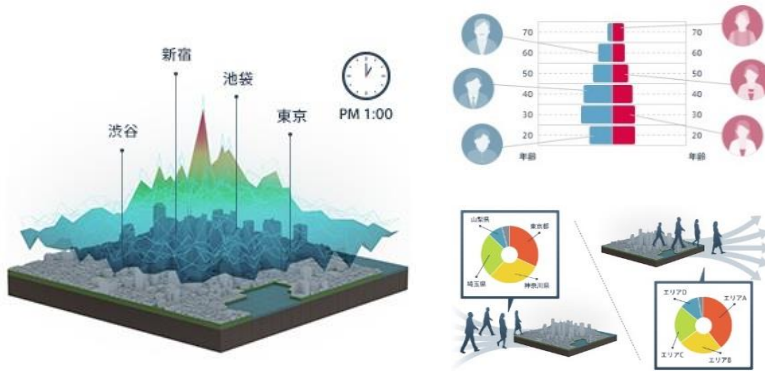 新宿
池袋
渋谷
東京
PM 1:00
70
60
50
40
30
20
年齢
70
60
50
40
30
20
年齢
山梨県
東京都
埼玉県
神奈川県
エリアD
エリアA
エリアC
エリアB